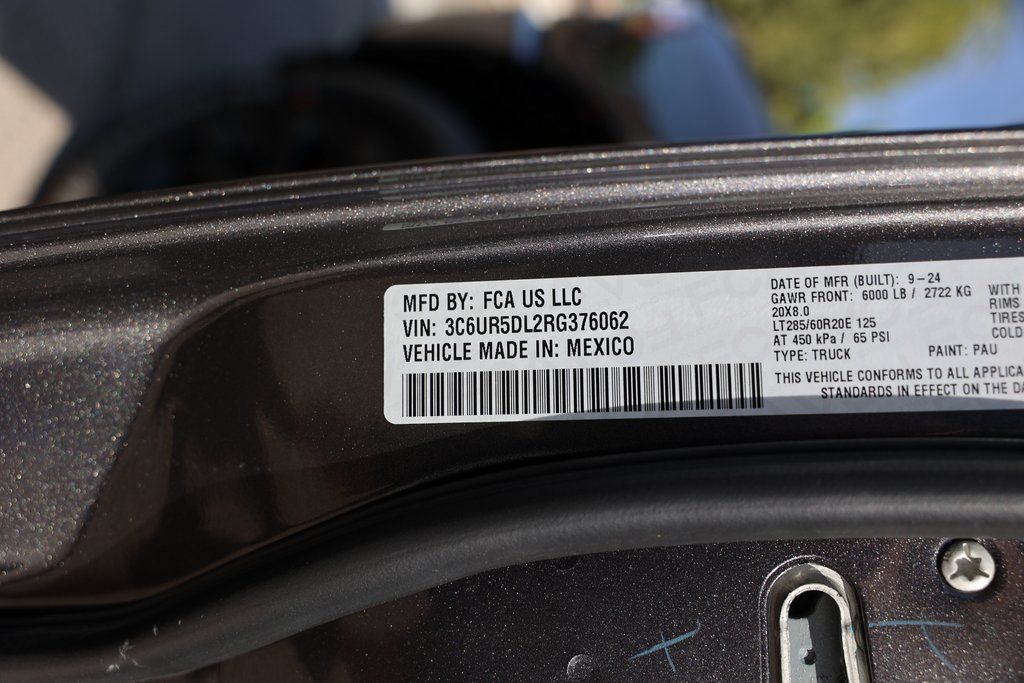 MFD BY: FCA US LLC
VIN: 3C6UR5DL2RG376062
VEHICLE MADE IN: MEXICO
DATE OF MFR (BUILT): 9-24
GAWR FRONT: 6000 LB / 2722 KG
20X8.0
LT285/60R20E 125
AT 450 kPa / 65 PSI
TYPE: TRUCK
PAINT: PAU
WITH
RIMS
TIRES
COLD
THIS VEHICLE CONFORMS TO ALL APPLICA
STANDARDS IN EFFECT ON THE DA